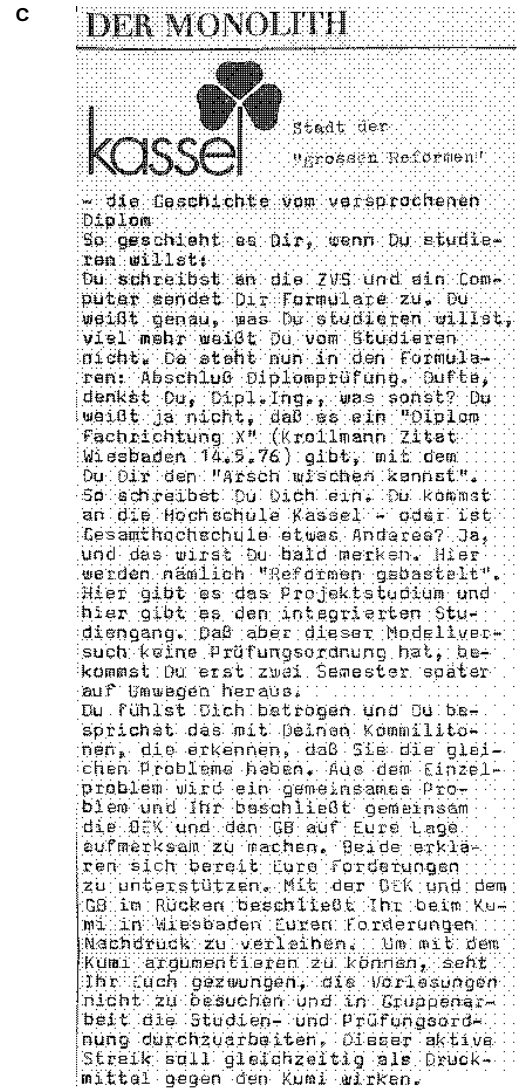 C
DER MONOLITH
kassel
Stadt der
"grossen Reformen"
- die Geschichte vom versprochenen
Diplom
So geschieht es Dir, wenn Du studie-
ren willst:
Du schreibst an die ZVS und ein Com-
puter sendet Dir Formulare zu. Du
weißt genau, was Du studieren willst,
viel mehr weißt Du vom Studieren
nicht. Da steht nun in den Formula-
ren: Abschluß Diplomprüfung. Dufte,
denkst Du, Dipl.Ing., was sonst? Du
weißt ja nicht, daß es ein "Diplom
Fachrichtung X" (Krollmann Zitat
Wiesbaden 14.5.76) gibt, mit dem
Du Dir den "Arsch wischen kannst".
So schreibst Du Dich ein. Du kommst
an die Hochschule Kassel - oder ist
Gesamthochschule etwas Anderes? Ja,
und das wirst Du bald merken. Hier
werden nämlich "Reformen gebastelt".
Hier gibt es das Projektstudium und
hier gibt es den integrierten Stu-
diengang. Daß aber dieser Modellver-
such keine Prüfungsordnung hat, be-
kommst Du erst zwei Semester später
auf Umwegen heraus.
Du fühlst Dich betrogen und Du be-
sprichst das mit Deinen Kommilito-
nen, die erkennen, daß Sie die glei-
chen Probleme haben. Aus dem Einzel-
problem wird ein gemeinsames Pro-
blem und Ihr beschließt gemeinsam
die OEK und den GB auf Eure Lage
aufmerksam zu machen. Beide erklä-
ren sich bereit Eure Forderungen
zu unterstützen. Mit der OEK und dem
GB im Rücken beschließt Ihr beim Ku-
mi in Wiesbaden Euren Forderungen
Nachdruck zu verleihen. Um mit dem
Kumi argumentieren zu können, seht
Ihr Euch gezwungen, die Vorlesungen
nicht zu besuchen und in Gruppenar-
beit die Studien- und Prüfungsord-
nung durchzuarbeiten. Dieser aktive
Streik soll gleichzeitig als Druck-
mittel gegen den Kumi wirken.